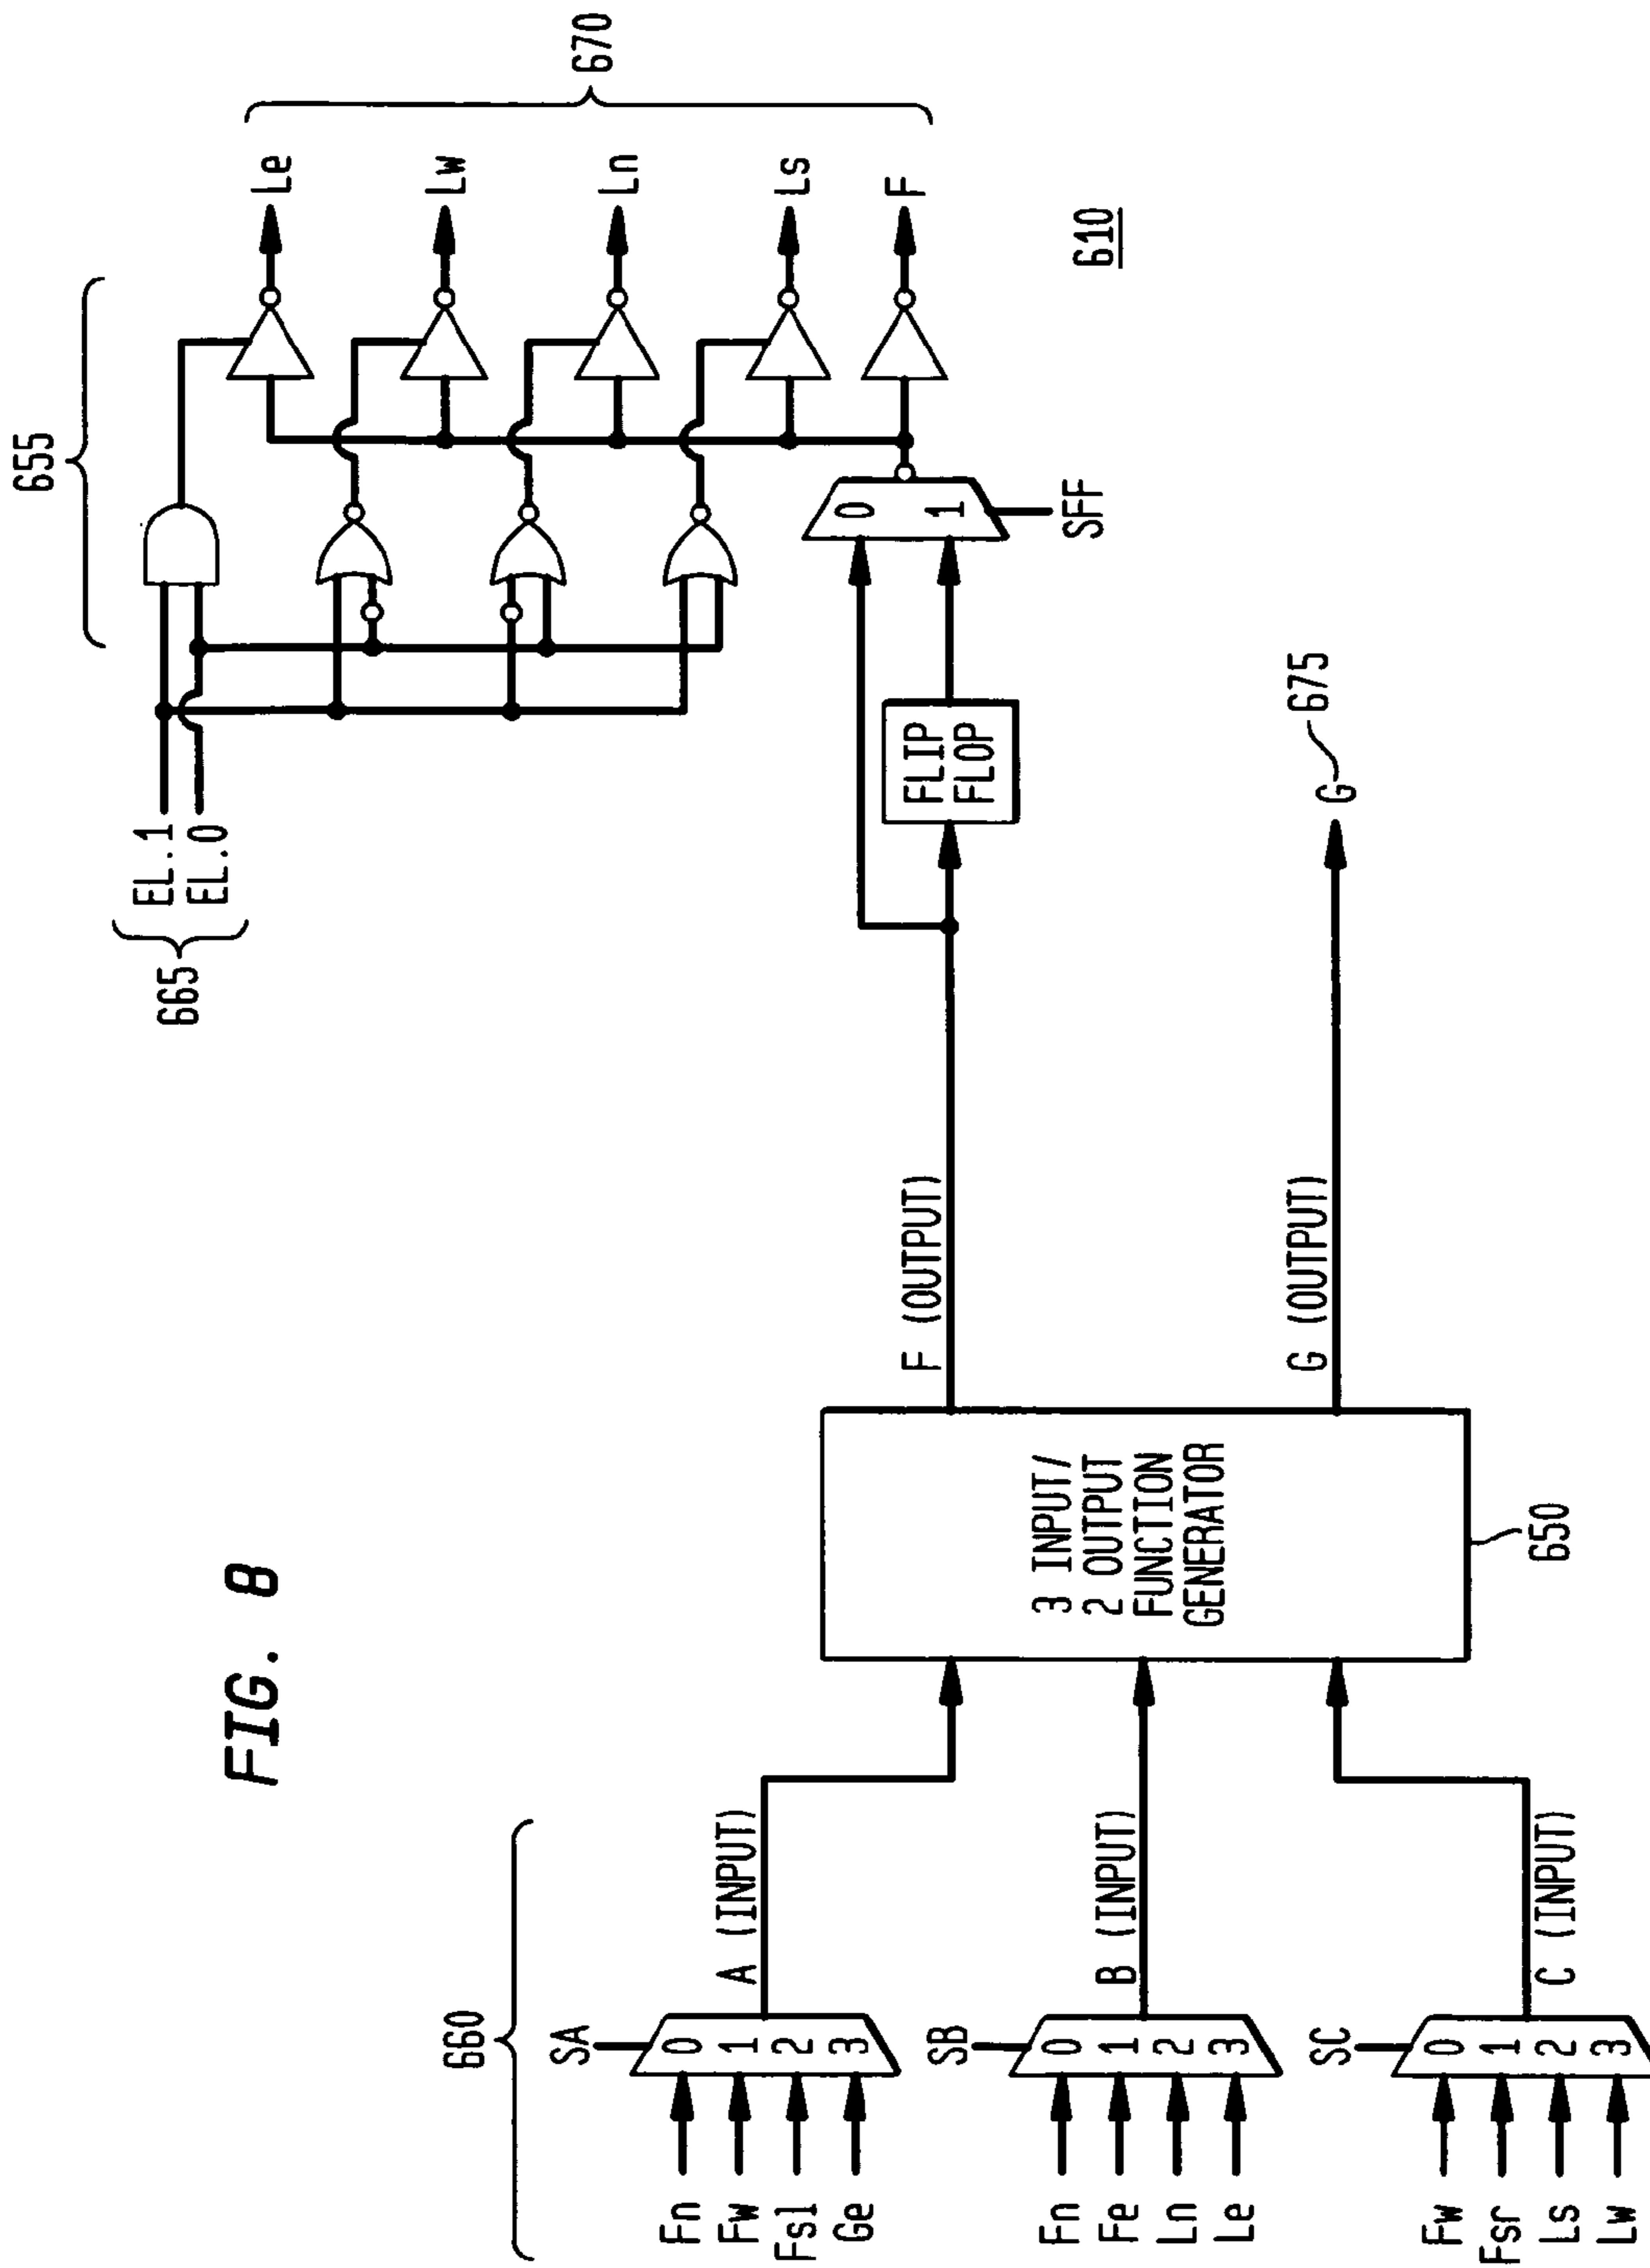 FIG. 8
660
SA
Fn
Fw
Fsl
Ge
0
1
2
3
A (INPUT)
SB
Fn
Fe
Ln
Le
0
1
2
3
B (INPUT)
SC
Fw
Fsr
Ls
Lw
0
1
2
3
C (INPUT)
3 INPUT/
2 OUTPUT
FUNCTION
GENERATOR
650
F (OUTPUT)
G (OUTPUT)
G
675
FLIP
FLOP
0
1
SFF
665
EL.1
EL.0
655
Le
Lw
Ln
Ls
F
670
610